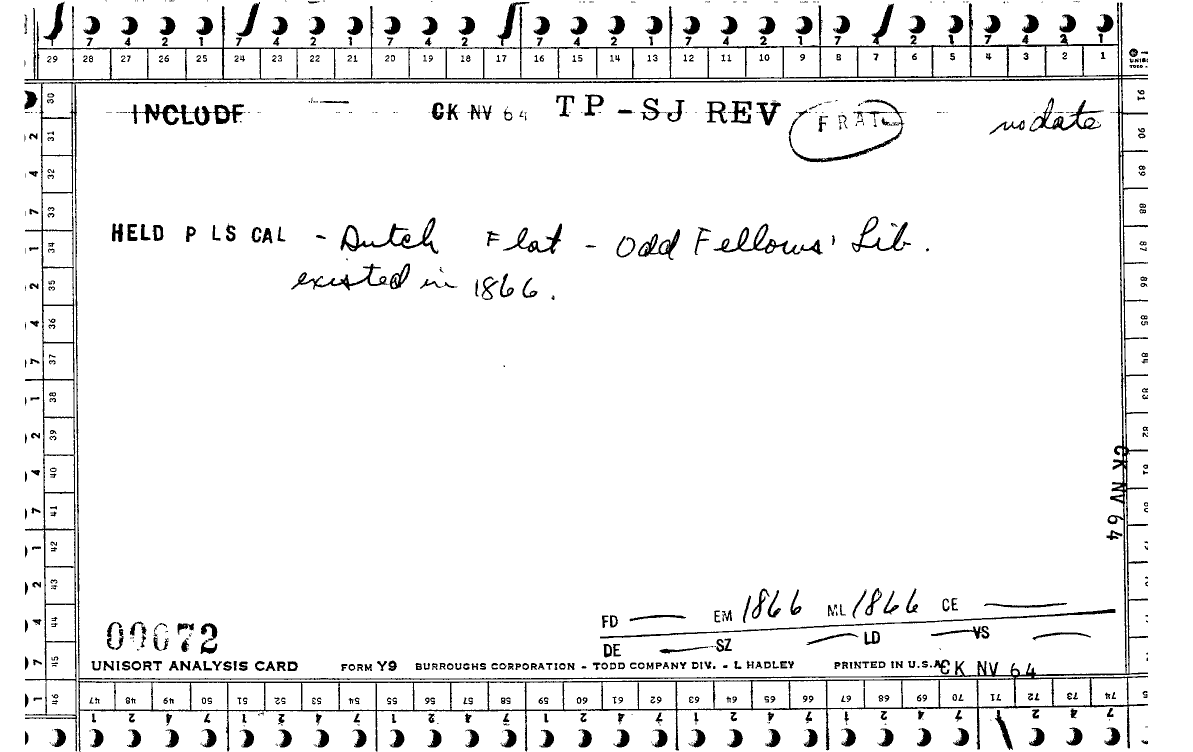 7 4 2 1 7 4 2 1 7 4 2 1 7 4 2 1 7 4 2 1 7 4 2 1 7 4 2 1
29 28 27 26 25 24 23 22 21 20 19 18 17 16 15 14 13 12 11 10 9 8 7 6 5 4 3 2 1
INCLUDE CK NV 64 TP-SJ REV FRAT no date
HELD P LS CAL - Dutch Flat - Odd Fellows' Lib.
existed in 1866.
30
31
32
33
34
35
36
37
38
39
40
41
42
43
44
45
46
91
90
89
88
87
86
85
84
83
82
81
CK NV 64
FD — EM 1866 ML 1866 CE —
DE — SZ — LD — VS —
00672
UNISORT ANALYSIS CARD FORM Y9 BURROUGHS CORPORATION - TODD COMPANY DIV. - L HADLEY PRINTED IN U.S.A.
CK NV 64
47 48 49 50 51 52 53 54 55 56 57 58 59 60 61 62 63 64 65 66 67 68 69 70 71 72 73 74
1 2 4 7 1 2 4 7 1 2 4 7 1 2 4 7 1 2 4 7 1 2 4 7 1 2 4 7